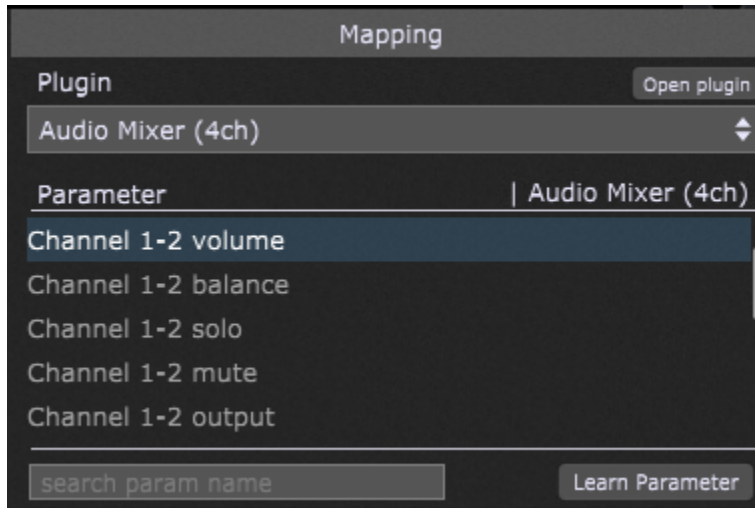 Mapping
Plugin
Open plugin
Audio Mixer (4ch)
Parameter | Audio Mixer (4ch)
Channel 1-2 volume
Channel 1-2 balance
Channel 1-2 solo
Channel 1-2 mute
Channel 1-2 output
search param name
Learn Parameter